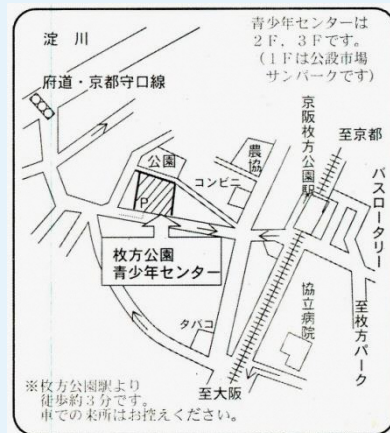 青少年センターは
2F，3Fです。
（1Fは公設市場
サンパークです）
淀川
府道・京都守口線
京阪枚方公園駅
至京都
バスロータリー
公園
農協
コンビニ
P
枚方公園
青少年センター
協立病院
至枚方パーク
タバコ
至大阪
※枚方公園駅より
徒歩約3分です。
車での来所はお控えください。